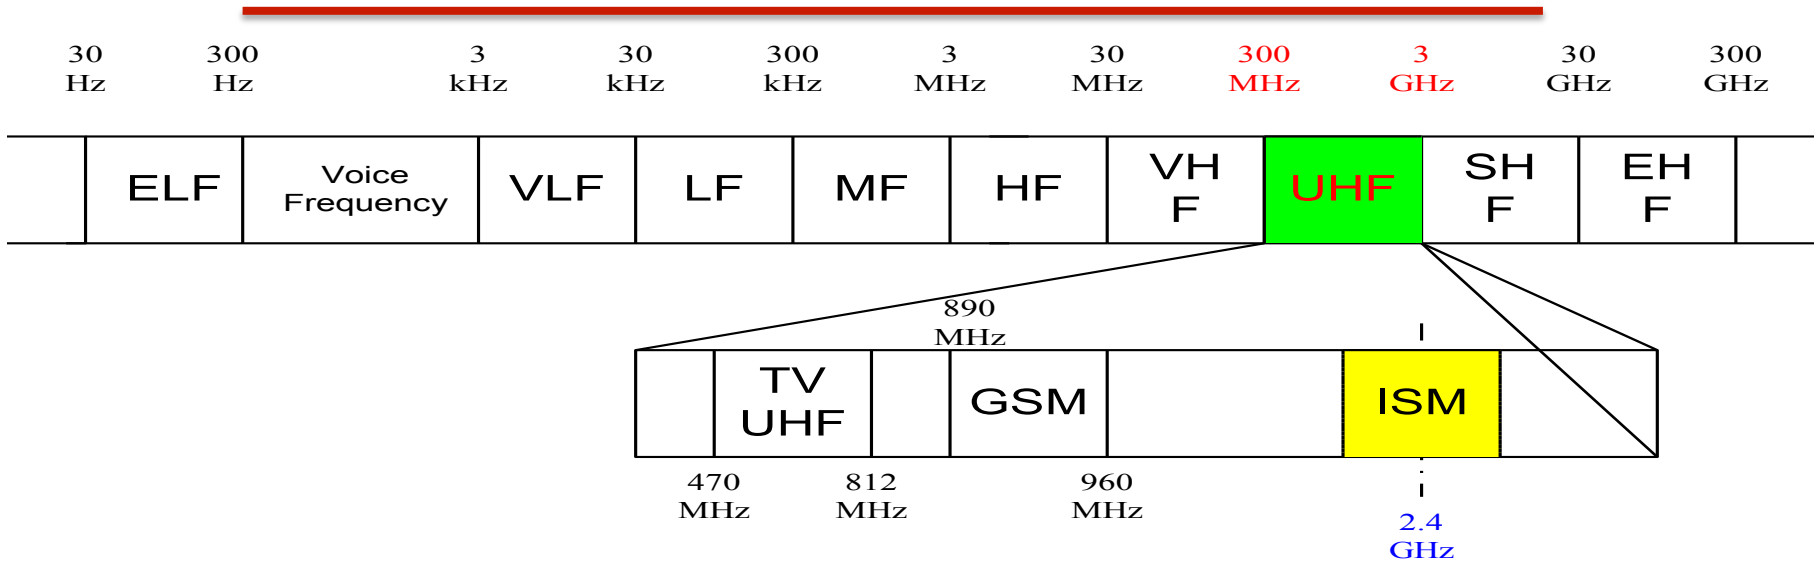 30 300 3 30 300 3 30 300 3 30 300
Hz Hz kHz kHz kHz MHz MHz MHz GHz GHz GHz
ELF
Voice
Frequency
VLF
LF
MF
HF
VH
F
UHF
SH
F
EH
F
890
MHz
TV
UHF
GSM
ISM
470
MHz
812
MHz
960
MHz
2.4
GHz